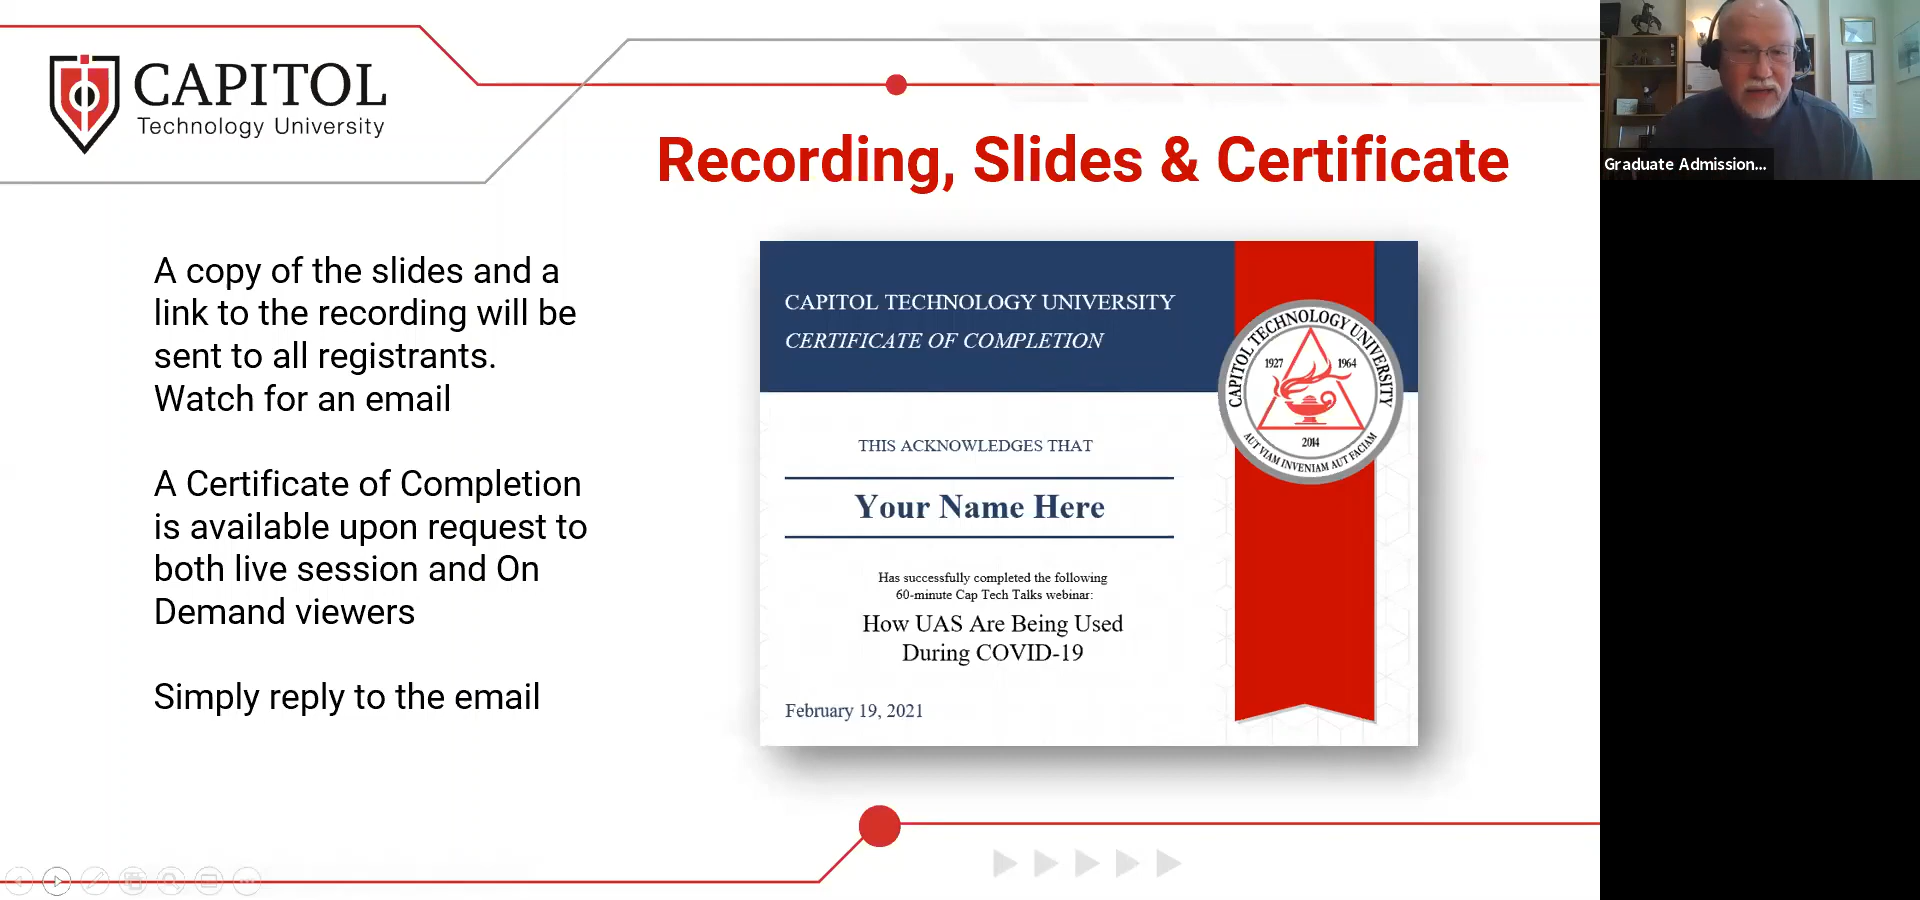 CAPITOL
Technology University
Recording, Slides & Certificate
A copy of the slides and a
link to the recording will be
sent to all registrants.
Watch for an email
A Certificate of Completion
is available upon request to
both live session and On
Demand viewers
Simply reply to the email
CAPITOL TECHNOLOGY UNIVERSITY
CERTIFICATE OF COMPLETION
THIS ACKNOWLEDGES THAT
Your Name Here
Has successfully completed the following
60-minute Cap Tech Talks webinar:
How UAS Are Being Used
During COVID-19
February 19, 2021
CAPITOL TECHNOLOGY UNIVERSITY
1927
1964
2014
AUT VIAM INVENIAM AUT FACIAM
Graduate Admission...